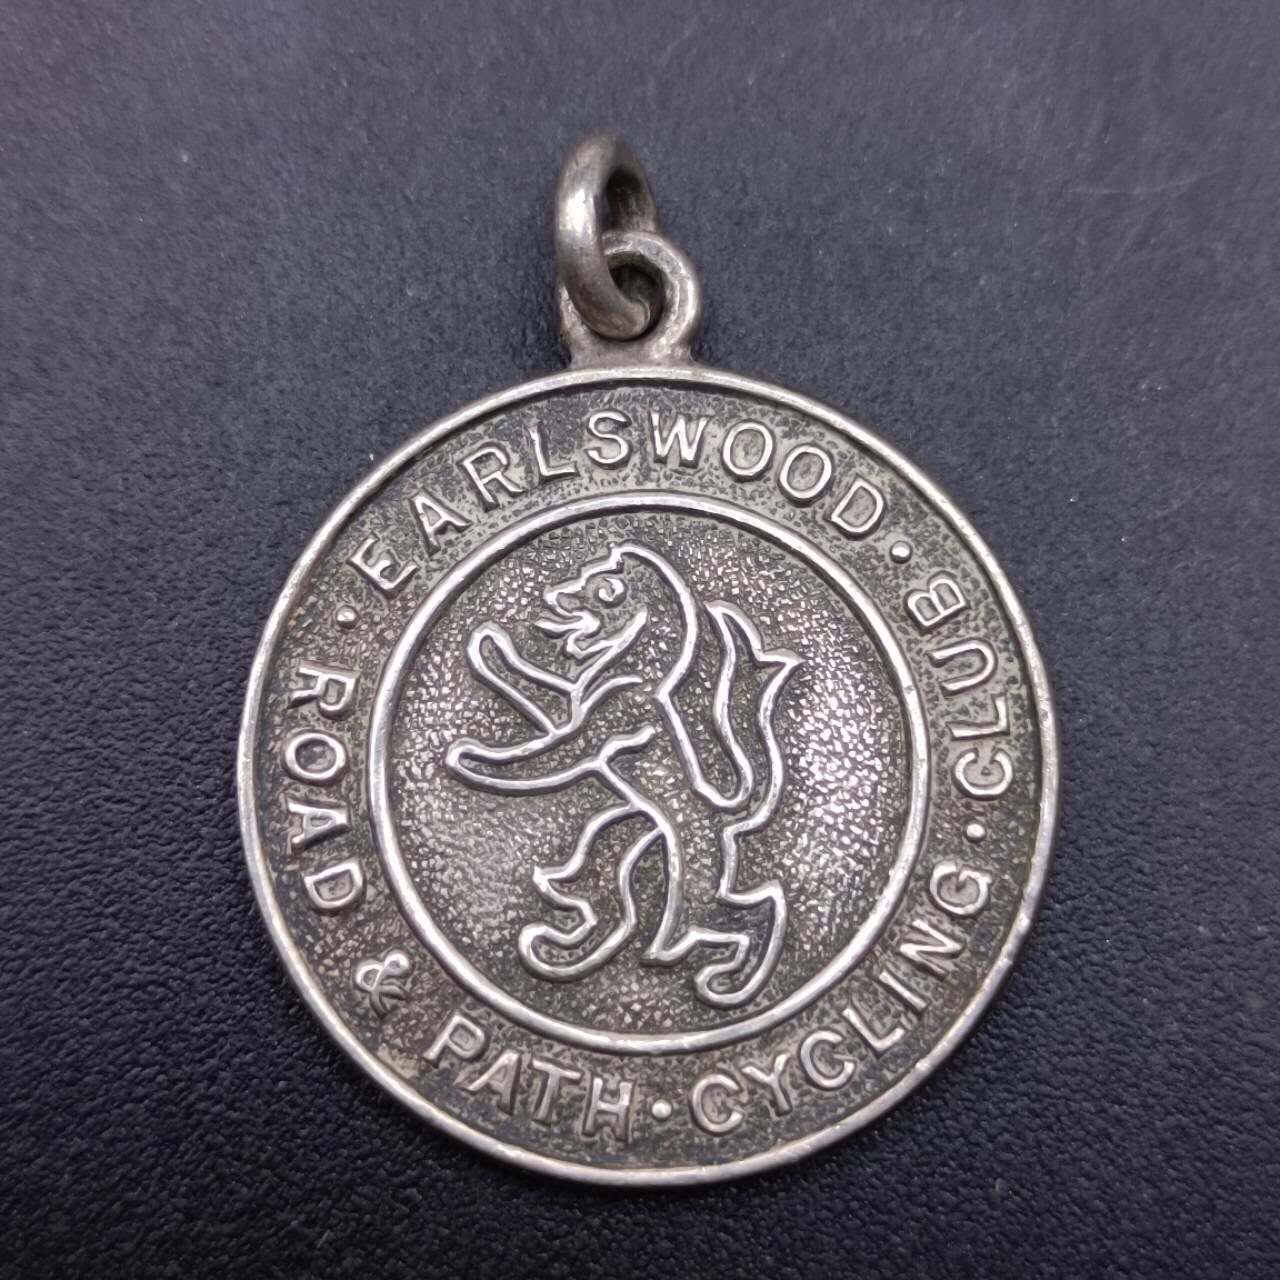 · EARLSWOOD ·
ROAD & PATH · CYCLING · CLUB